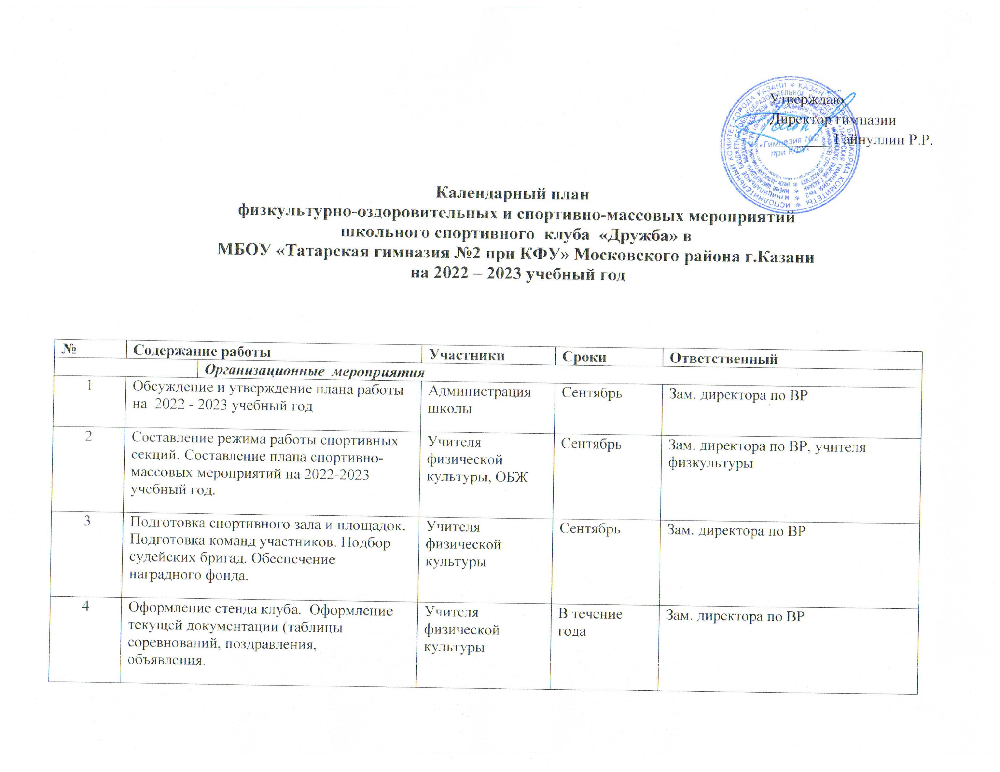 Утверждаю
Директор гимназии
Гайнуллин Р.Р.
«Гимназия №2
при КФУ»
Календарный план
физкультурно-оздоровительных и спортивно-массовых мероприятий
школьного спортивного клуба «Дружба» в
МБОУ «Татарская гимназия №2 при КФУ» Московского района г.Казани
на 2022 – 2023 учебный год
№ Содержание работы Участники Сроки Ответственный
Организационные мероприятия
1
Обсуждение и утверждение плана работы
на 2022 - 2023 учебный год
Администрация
школы
Сентябрь
Зам. директора по ВР
2
Составление режима работы спортивных
секций. Составление плана спортивно-
массовых мероприятий на 2022-2023
учебный год.
Учителя
физической
культуры, ОБЖ
Сентябрь
Зам. директора по ВР, учителя
физкультуры
3
Подготовка спортивного зала и площадок.
Подготовка команд участников. Подбор
судейских бригад. Обеспечение
наградного фонда.
Учителя
физической
культуры
Сентябрь
Зам. директора по ВР
4
Оформление стенда клуба. Оформление
текущей документации (таблицы
соревнований, поздравления,
объявления.
Учителя
физической
культуры
В течение
года
Зам. директора по ВР